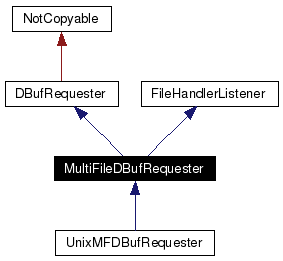 NotCopyable
DBufRequester
FileHandlerListener
MultiFileDBufRequester
UnixMFDBufRequester